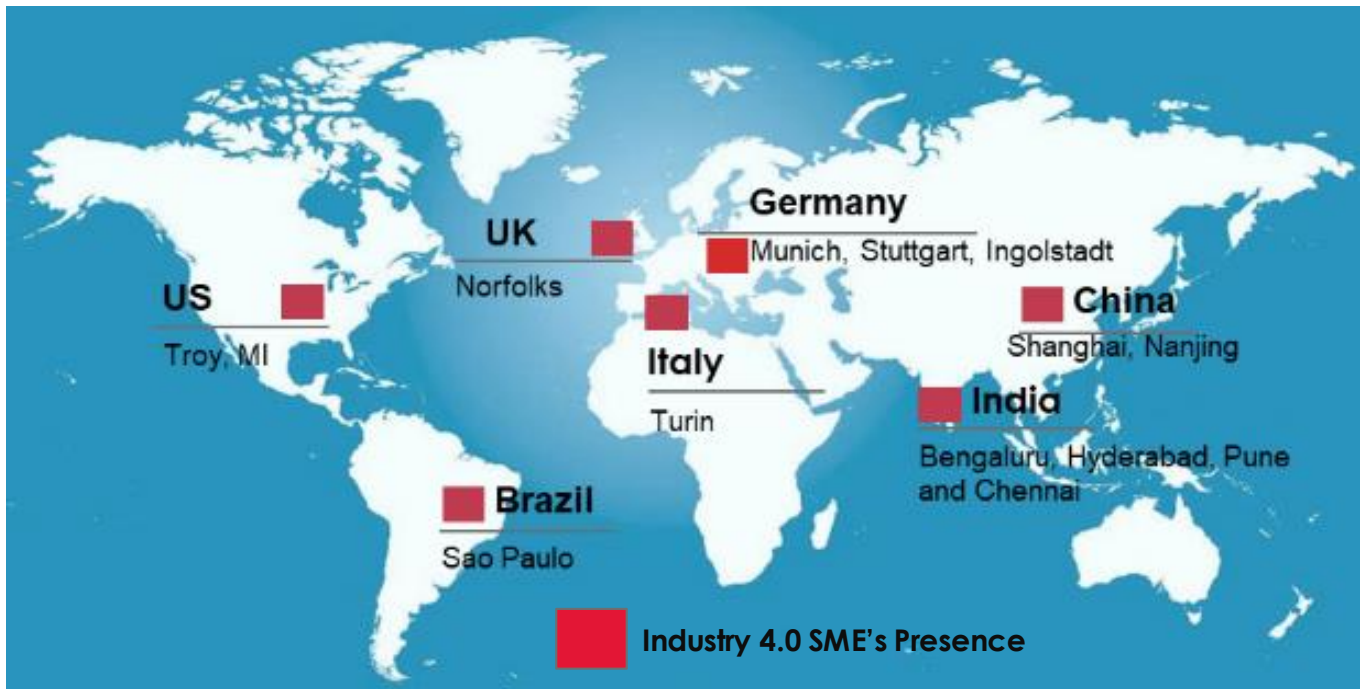 Germany
Munich, Stuttgart, Ingolstadt
UK
Norfolks
US
Troy, MI
China
Shanghai, Nanjing
Italy
Turin
India
Bengaluru, Hyderabad, Pune
and Chennai
Brazil
Sao Paulo
Industry 4.0 SME's Presence